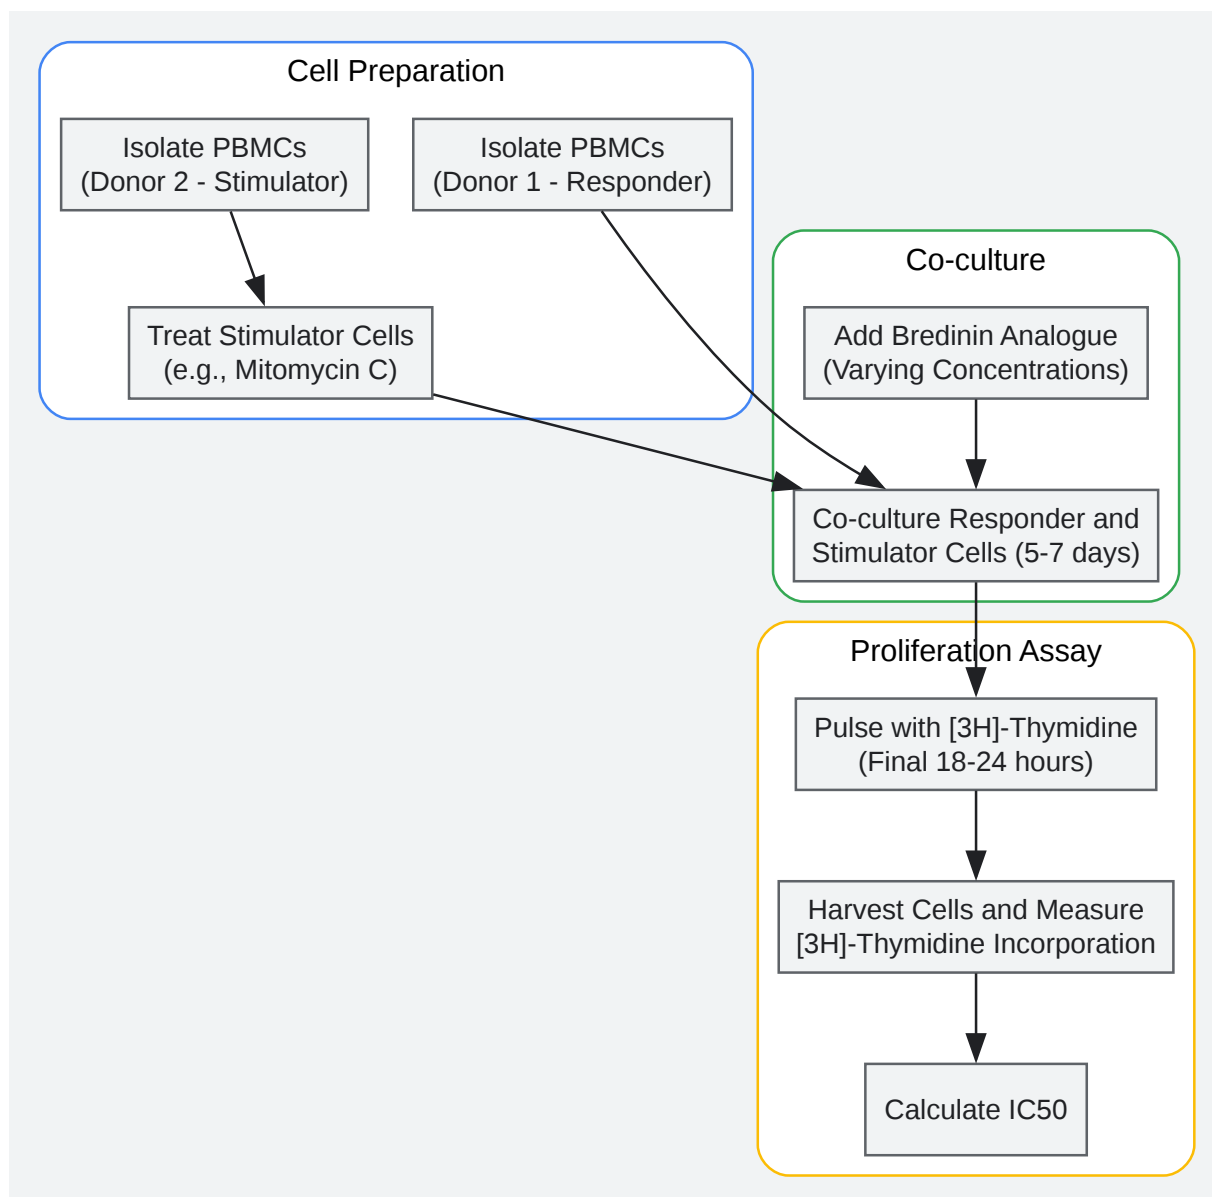 Cell Preparation
Isolate PBMCs
(Donor 2 - Stimulator)
Isolate PBMCs
(Donor 1 - Responder)
Treat Stimulator Cells
(e.g., Mitomycin C)
Co-culture
Add Bredinin Analogue
(Varying Concentrations)
Co-culture Responder and
Stimulator Cells (5-7 days)
Proliferation Assay
Pulse with [3H]-Thymidine
(Final 18-24 hours)
Harvest Cells and Measure
[3H]-Thymidine Incorporation
Calculate IC50